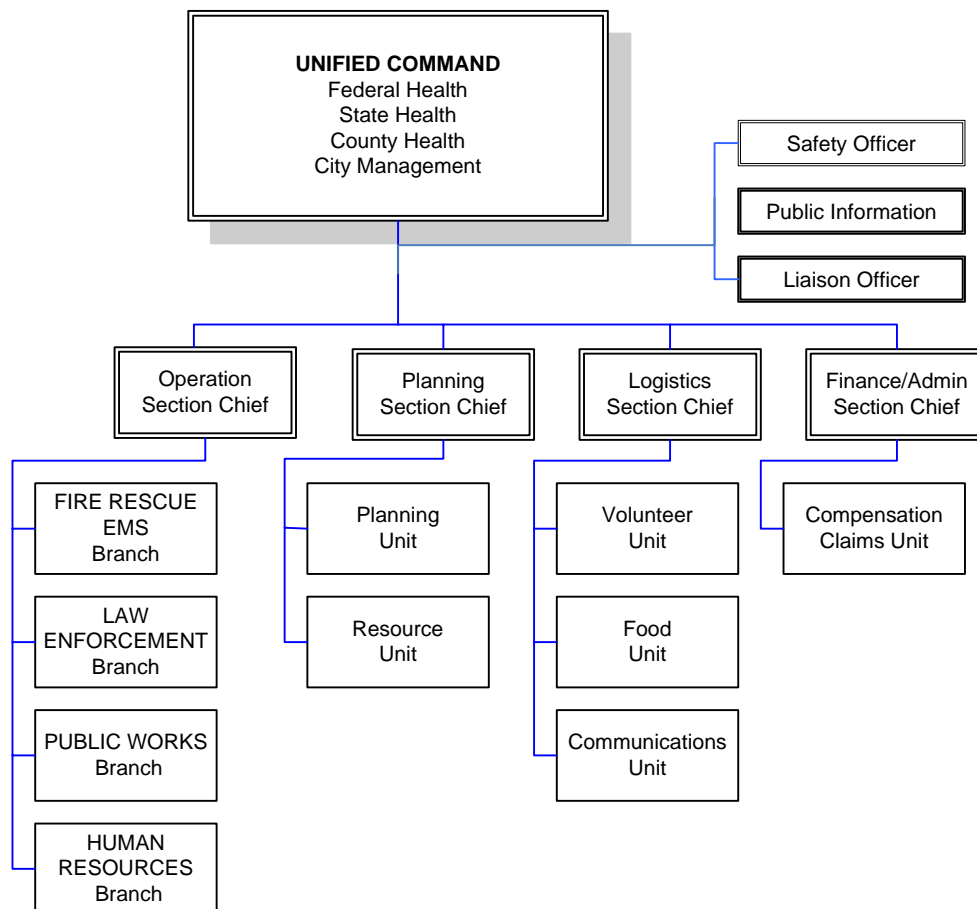 UNIFIED COMMAND
Federal Health
State Health
County Health
City Management
Safety Officer
Public Information
Liaison Officer
Operation
Section Chief
Planning
Section Chief
Logistics
Section Chief
Finance/Admin
Section Chief
FIRE RESCUE
EMS
Branch
LAW
ENFORCEMENT
Branch
PUBLIC WORKS
Branch
HUMAN
RESOURCES
Branch
Planning
Unit
Resource
Unit
Volunteer
Unit
Food
Unit
Communications
Unit
Compensation
Claims Unit